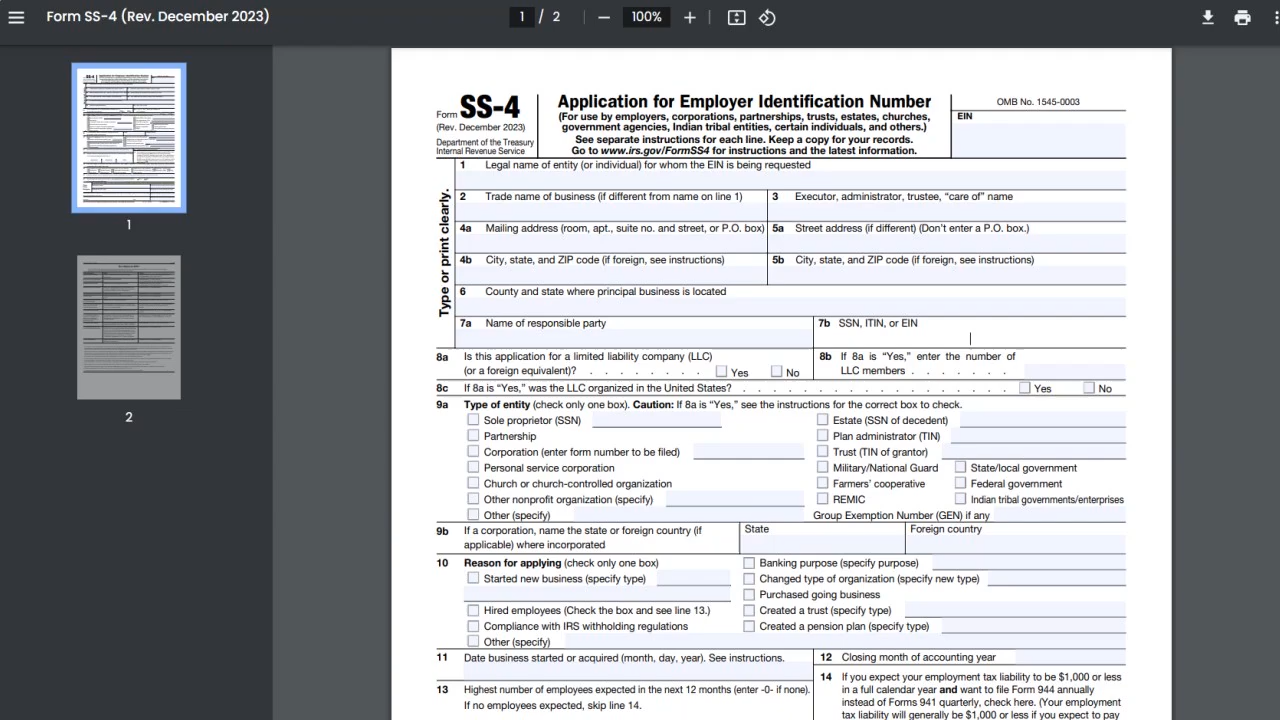 Form SS-4 (Rev. December 2023)
1 / 2
100%
1
2
Form SS-4
(Rev. December 2023)
Department of the Treasury
Internal Revenue Service
Application for Employer Identification Number
(For use by employers, corporations, partnerships, trusts, estates, churches,
government agencies, Indian tribal entities, certain individuals, and others.)
See separate instructions for each line. Keep a copy for your records.
Go to www.irs.gov/FormSS4 for instructions and the latest information.
OMB No. 1545-0003
EIN
Type or print clearly.
1 Legal name of entity (or individual) for whom the EIN is being requested
2 Trade name of business (if different from name on line 1)
3 Executor, administrator, trustee, “care of” name
4a Mailing address (room, apt., suite no. and street, or P.O. box)
5a Street address (if different) (Don’t enter a P.O. box.)
4b City, state, and ZIP code (if foreign, see instructions)
5b City, state, and ZIP code (if foreign, see instructions)
6 County and state where principal business is located
7a Name of responsible party
7b SSN, ITIN, or EIN
8a Is this application for a limited liability company (LLC)
(or a foreign equivalent)? . . . . . . . . Yes No
8b If 8a is “Yes,” enter the number of
LLC members . . . . . . .
8c If 8a is “Yes,” was the LLC organized in the United States? . . . . . . . . . . . . . . . . . . Yes No
9a Type of entity (check only one box). Caution: If 8a is “Yes,” see the instructions for the correct box to check.
Sole proprietor (SSN)
Estate (SSN of decedent)
Partnership
Plan administrator (TIN)
Corporation (enter form number to be filed)
Trust (TIN of grantor)
Personal service corporation
Military/National Guard
State/local government
Church or church-controlled organization
Farmers’ cooperative
Federal government
Other nonprofit organization (specify)
REMIC
Indian tribal governments/enterprises
Other (specify)
Group Exemption Number (GEN) if any
9b If a corporation, name the state or foreign country (if
applicable) where incorporated
State
Foreign country
10 Reason for applying (check only one box)
Banking purpose (specify purpose)
Started new business (specify type)
Changed type of organization (specify new type)
Purchased going business
Hired employees (Check the box and see line 13.)
Created a trust (specify type)
Compliance with IRS withholding regulations
Created a pension plan (specify type)
Other (specify)
11 Date business started or acquired (month, day, year). See instructions.
12 Closing month of accounting year
13 Highest number of employees expected in the next 12 months (enter -0- if none).
If no employees expected, skip line 14.
14 If you expect your employment tax liability to be $1,000 or less
in a full calendar year and want to file Form 944 annually
instead of Forms 941 quarterly, check here. (Your employment
tax liability will generally be $1,000 or less if you expect to pay